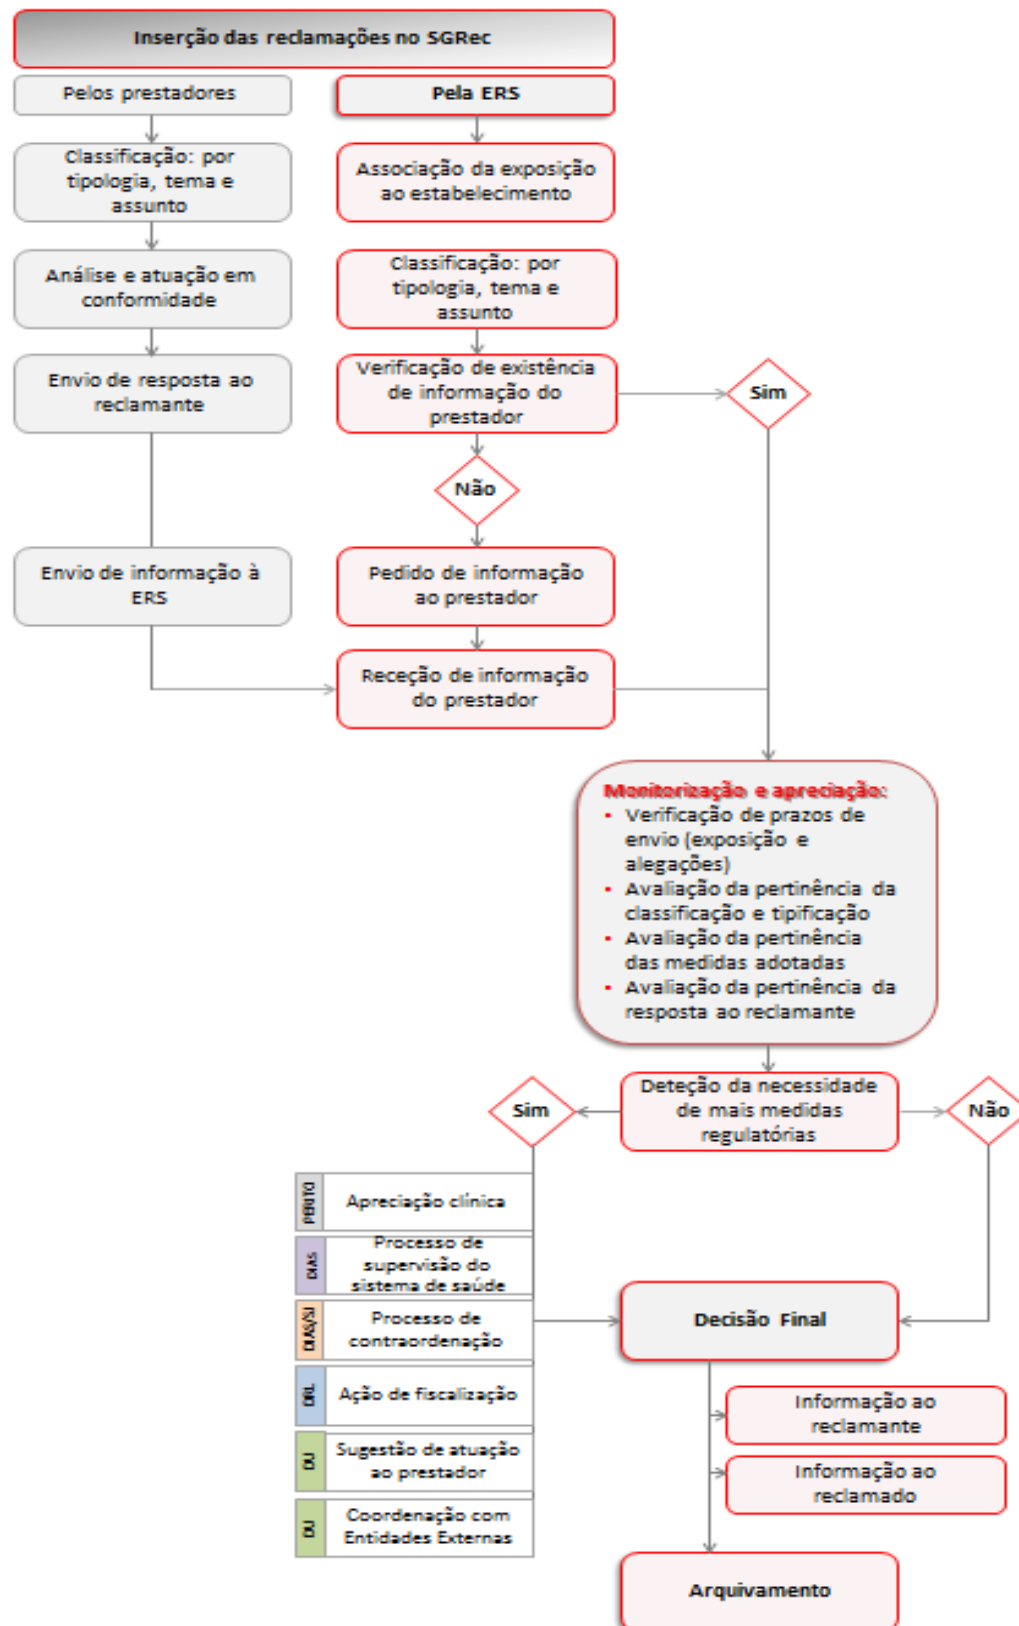 Inserção das reclamações no SGRec
Pelos prestadores
Pela ERS
Classificação: por
tipologia, tema e
assunto
Associação da exposição
ao estabelecimento
Análise e atuação em
conformidade
Classificação: por
tipologia, tema e
assunto
Envio de resposta ao
reclamante
Verificação de existência
de informação do
prestador
Sim
Não
Envio de informação à
ERS
Pedido de informação
ao prestador
Receção de informação
do prestador
Monitorização e apreciação:
▪ Verificação de prazos de
envio (exposição e
alegações)
▪ Avaliação da pertinência da
classificação e tipificação
▪ Avaliação da pertinência
das medidas adotadas
▪ Avaliação da pertinência da
resposta ao reclamante
Deteção da necessidade
de mais medidas
regulatórias
Sim
Não
PERITO
Apreciação clínica
DIAS
Processo de
supervisão do
sistema de saúde
DIAS/SJ
Processo de
contraordenação
DRL
Ação de fiscalização
DU
Sugestão de atuação
ao prestador
DU
Coordenação com
Entidades Externas
Decisão Final
Informação ao
reclamante
Informação ao
reclamado
Arquivamento